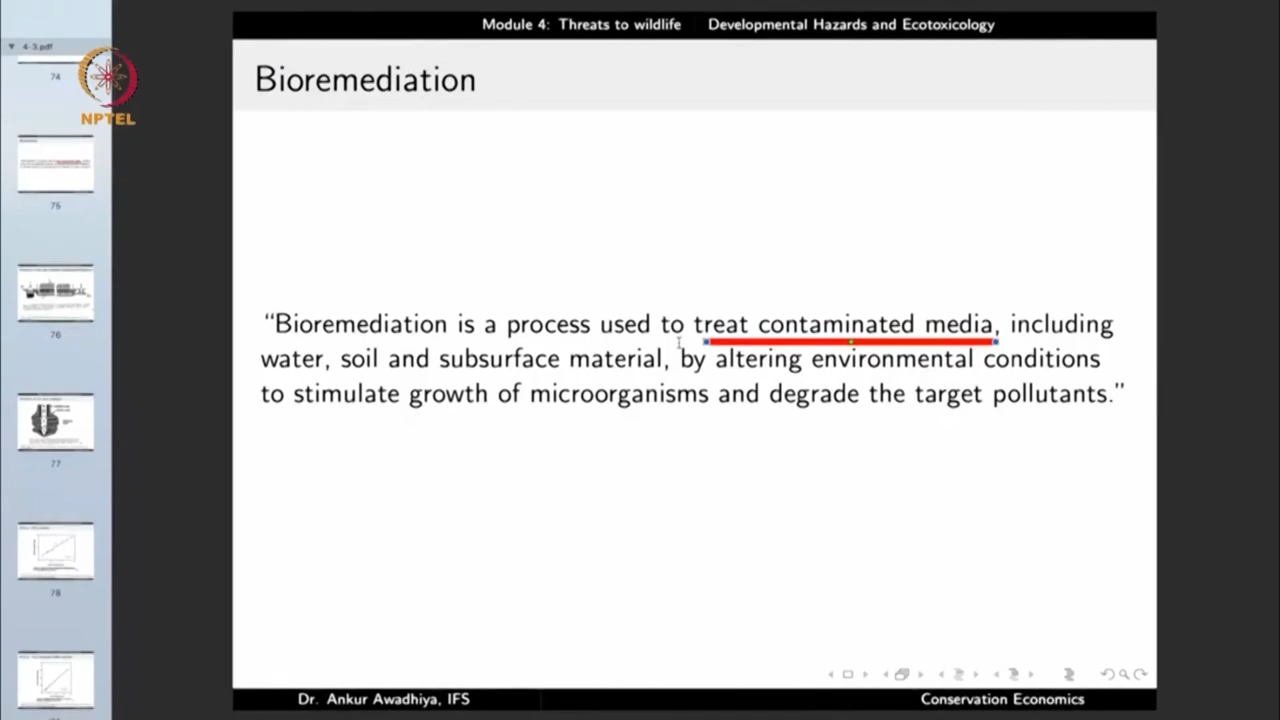 Module 4: Threats to wildlife Developmental Hazards and Ecotoxicology
4-3.pdf
74
NPTEL
Bioremediation
75
76
77
78
“Bioremediation is a process used to treat contaminated media, including
water, soil and subsurface material, by altering environmental conditions
to stimulate growth of microorganisms and degrade the target pollutants.”
Dr. Ankur Awadhiya, IFS Conservation Economics